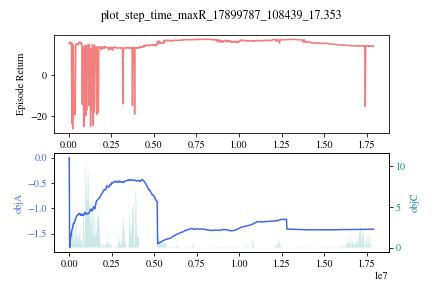 plot_step_time_maxR_17899787_108439_17.353
Episode Return
0
−20
0.00 0.25 0.50 0.75 1.00 1.25 1.50 1.75
objA
0.0
−0.5
−1.0
−1.5
10
5
0
objC
0.00 0.25 0.50 0.75 1.00 1.25 1.50 1.75
1e7